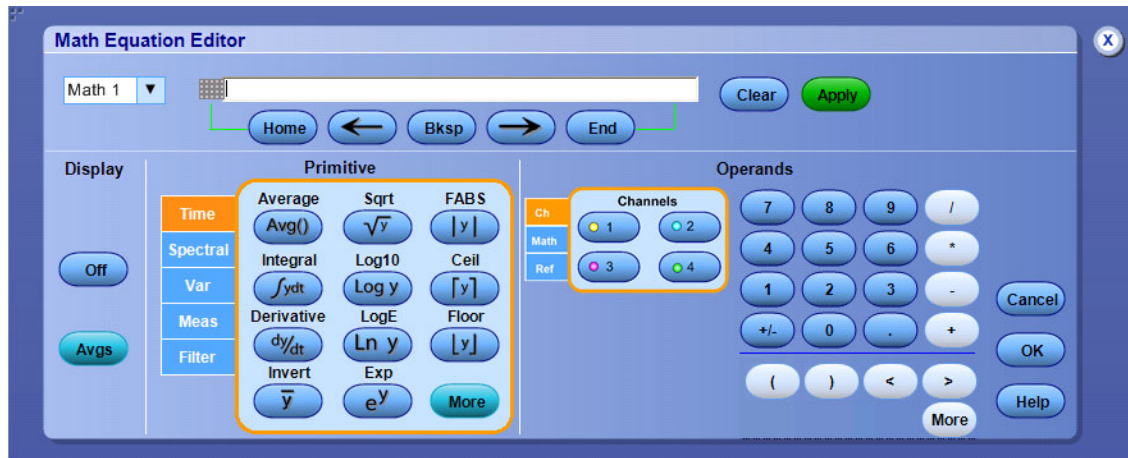 Math Equation Editor
X
Math 1 ▼
Clear Apply
Home ← Bksp → End
Display
Off
Avgs
Primitive
Time
Spectral
Var
Meas
Filter
Average Sqrt FABS
Avg() √y |y|
Integral Log10 Ceil
∫ydt Log y ⌈y⌉
Derivative LogE Floor
dy/dt Ln y ⌊y⌋
Invert Exp
y̅ e^y More
Operands
Ch
Math
Ref
Channels
1 2
3 4
7 8 9 /
4 5 6 *
1 2 3 -
+/- 0 . +
( ) < >
More
Cancel
OK
Help